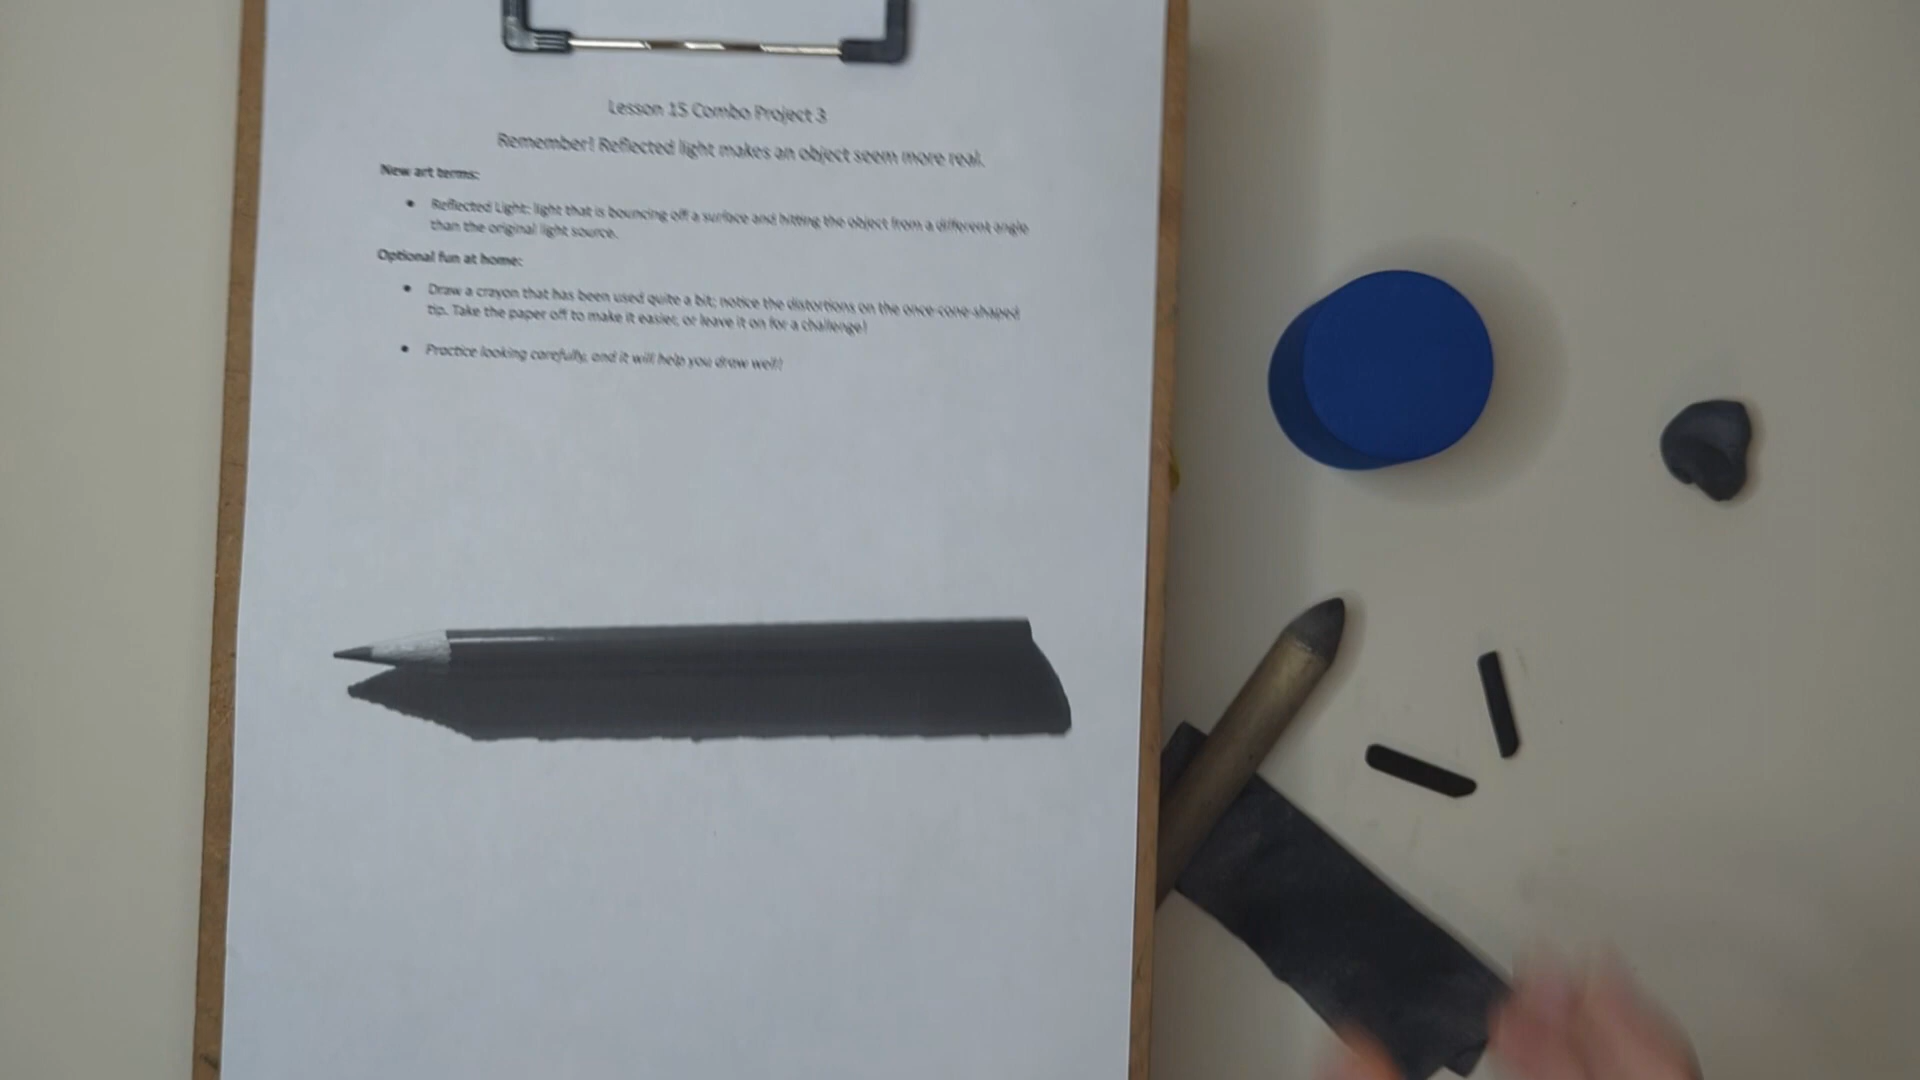 Lesson 15 Combo Project 3
Remember! Reflected light makes an object seem more real.
New art terms:
• Reflected Light: light that is bouncing off a surface and hitting the object from a different angle
than the original light source.
Optional fun at home:
• Draw a crayon that has been used quite a bit; notice the distortions on the once-cone-shaped
tip. Take the paper off to make it easier, or leave it on for a challenge!
• Practice looking carefully, and it will help you draw well!